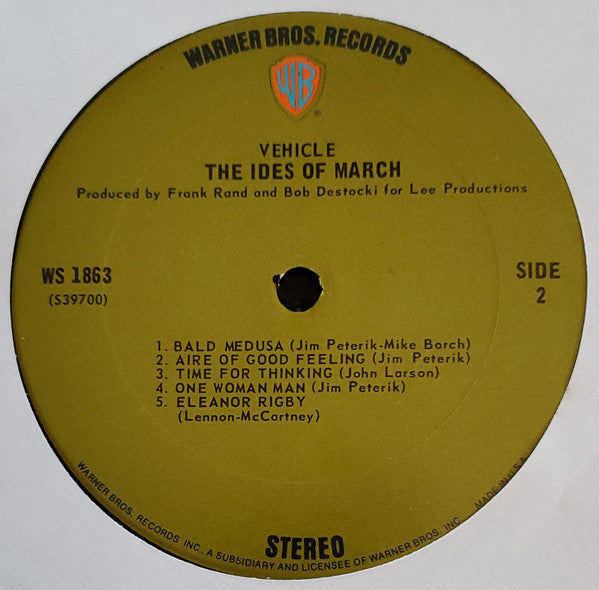 WARNER BROS. RECORDS
WB
®
VEHICLE
THE IDES OF MARCH
Produced by Frank Rand and Bob Destocki for Lee Productions
WS 1863
(S39700)
SIDE
2
1. BALD MEDUSA (Jim Peterik-Mike Borch)
2. AIRE OF GOOD FEELING (Jim Peterik)
3. TIME FOR THINKING (John Larson)
4. ONE WOMAN MAN (Jim Peterik)
5. ELEANOR RIGBY
(Lennon-McCartney)
STEREO
WARNER BROS. RECORDS INC., A SUBSIDIARY AND LICENSEE OF WARNER BROS. INC. MADE IN U.S.A.